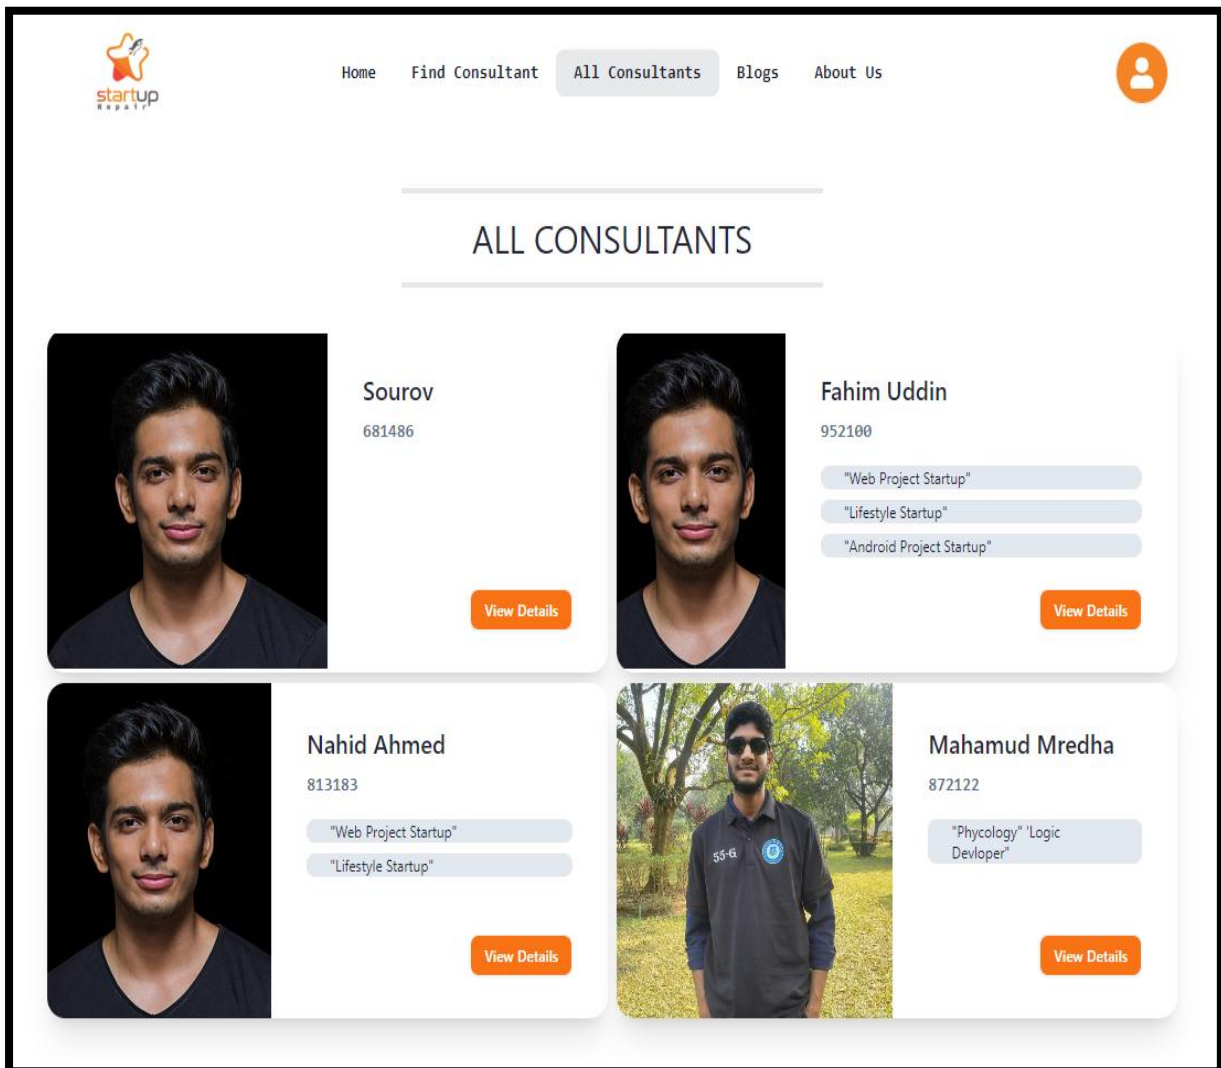 startup
Repair
Home Find Consultant All Consultants Blogs About Us
ALL CONSULTANTS
Sourov
681486
View Details
Fahim Uddin
952100
"Web Project Startup"
"Lifestyle Startup"
"Android Project Startup"
View Details
Nahid Ahmed
813183
"Web Project Startup"
"Lifestyle Startup"
View Details
55-G
Mahamud Mredha
872122
"Phycology" 'Logic
Devloper"
View Details